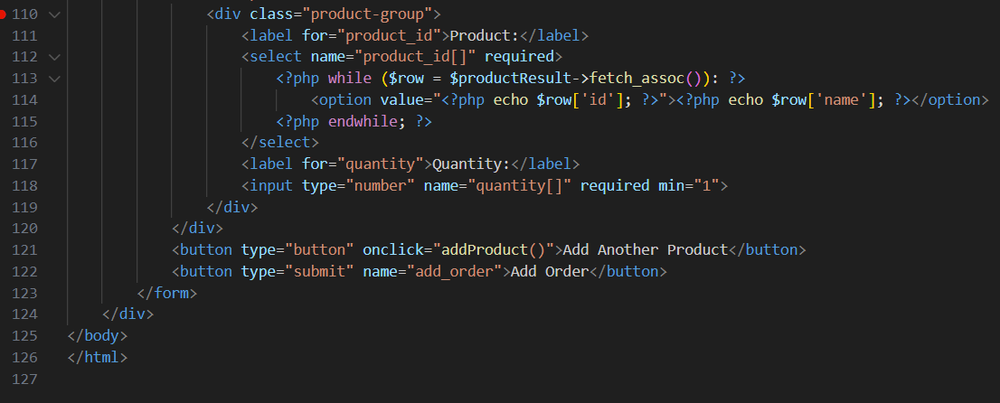 110 <div class="product-group">
111 <label for="product_id">Product:</label>
112 <select name="product_id[]" required>
113 <?php while ($row = $productResult->fetch_assoc()): ?>
114 <option value="<?php echo $row['id']; ?>"><?php echo $row['name']; ?></option>
115 <?php endwhile; ?>
116 </select>
117 <label for="quantity">Quantity:</label>
118 <input type="number" name="quantity[]" required min="1">
119 </div>
120 </div>
121 <button type="button" onclick="addProduct()">Add Another Product</button>
122 <button type="submit" name="add_order">Add Order</button>
123 </form>
124 </div>
125 </body>
126 </html>
127